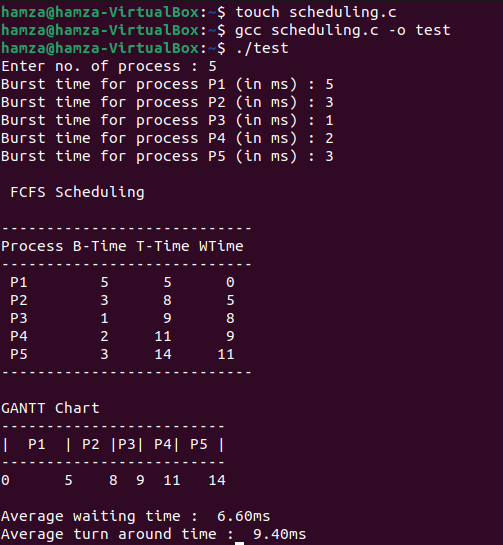 hamza@hamza-VirtualBox:~$ touch scheduling.c
hamza@hamza-VirtualBox:~$ gcc scheduling.c -o test
hamza@hamza-VirtualBox:~$ ./test
Enter no. of process : 5
Burst time for process P1 (in ms) : 5
Burst time for process P2 (in ms) : 3
Burst time for process P3 (in ms) : 1
Burst time for process P4 (in ms) : 2
Burst time for process P5 (in ms) : 3
FCFS Scheduling
----------------------------
Process B-Time T-Time WTime
----------------------------
P1 5 5 0
P2 3 8 5
P3 1 9 8
P4 2 11 9
P5 3 14 11
----------------------------
GANTT Chart
-------------------------
|  P1  | P2 |P3| P4| P5 |
-------------------------
0 5 8 9 11 14
Average waiting time :  6.60ms
Average turn around time :  9.40ms